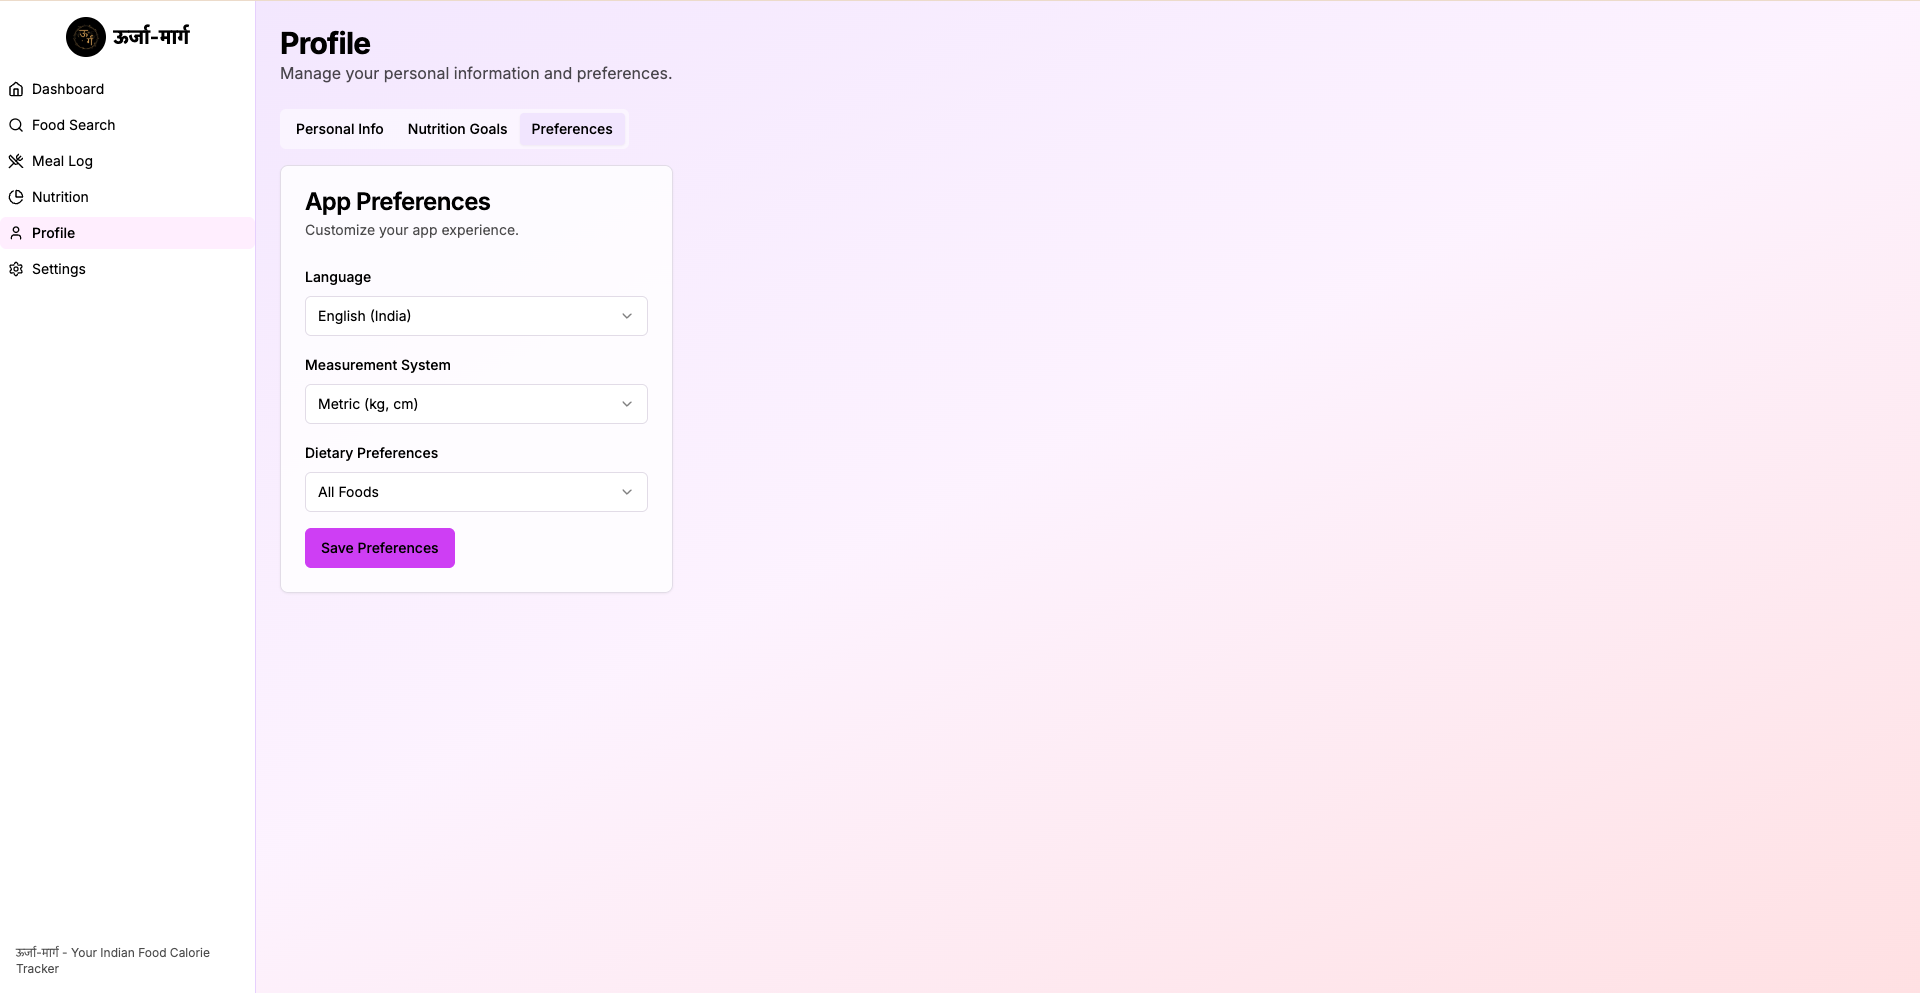 ऊर्जा-मार्ग
Dashboard
Food Search
Meal Log
Nutrition
Profile
Settings
ऊर्जा-मार्ग - Your Indian Food Calorie
Tracker
Profile
Manage your personal information and preferences.
Personal Info Nutrition Goals Preferences
App Preferences
Customize your app experience.
Language
English (India)
Measurement System
Metric (kg, cm)
Dietary Preferences
All Foods
Save Preferences